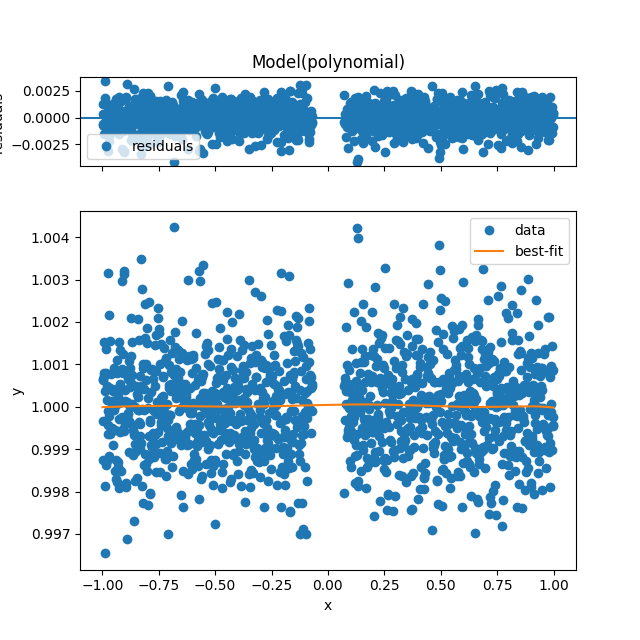 Model(polynomial)
0.0025
0.0000
−0.0025
residuals
residuals
data
best-fit
1.004
1.003
1.002
1.001
1.000
0.999
0.998
0.997
y
−1.00 −0.75 −0.50 −0.25 0.00 0.25 0.50 0.75 1.00
x